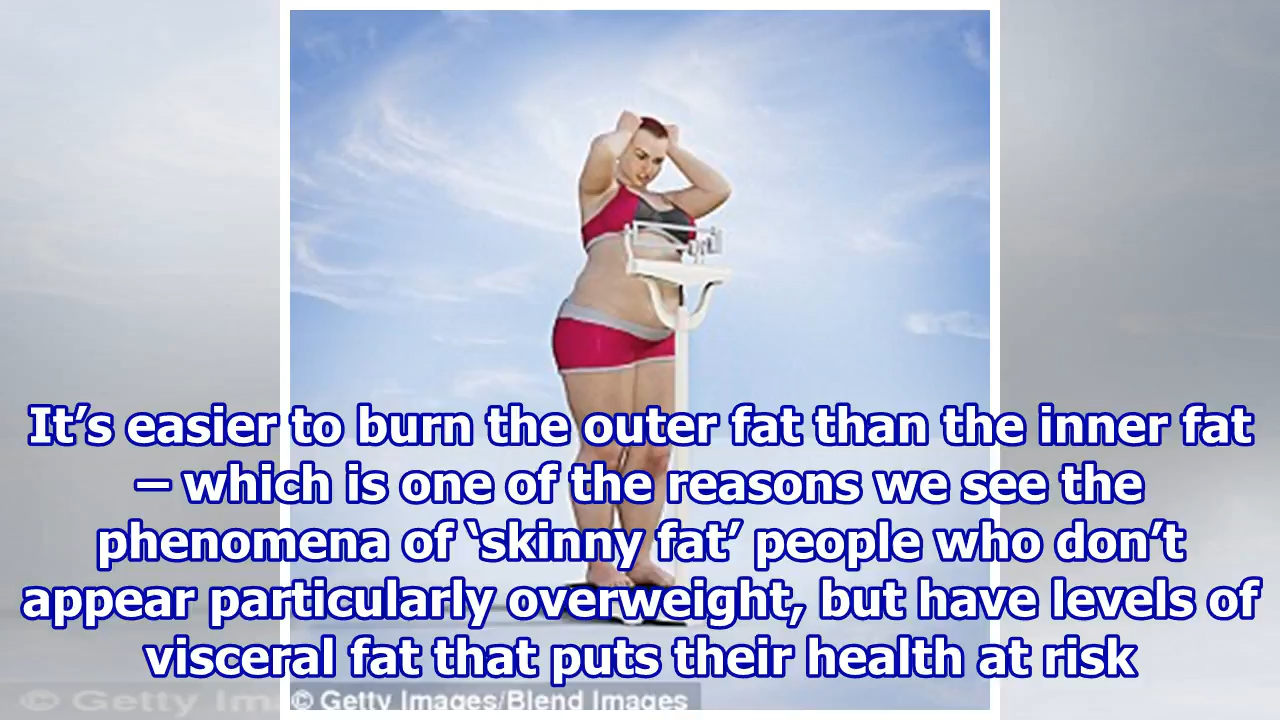 It’s easier to burn the outer fat than the inner fat
– which is one of the reasons we see the
phenomena of ‘skinny fat’ people who don’t
appear particularly overweight, but have levels of
visceral fat that puts their health at risk
© Getty Im
© Getty Images/Blend Images